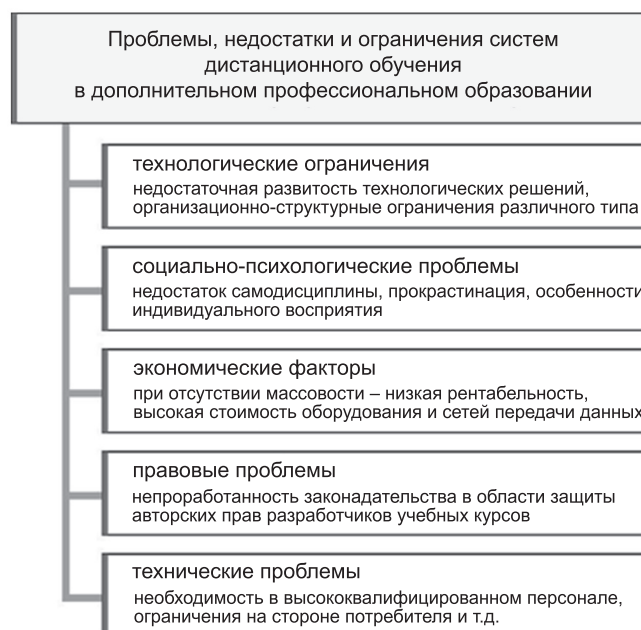 Проблемы, недостатки и ограничения систем
дистанционного обучения
в дополнительном профессиональном образовании
технологические ограничения
недостаточная развитость технологических решений,
организационно-структурные ограничения различного типа
социально-психологические проблемы
недостаток самодисциплины, прокрастинация, особенности
индивидуального восприятия
экономические факторы
при отсутствии массовости – низкая рентабельность,
высокая стоимость оборудования и сетей передачи данных
правовые проблемы
непроработанность законадательства в области защиты
авторских прав разработчиков учебных курсов
технические проблемы
необходимость в высококвалифицированном персонале,
ограничения на стороне потребителя и т.д.